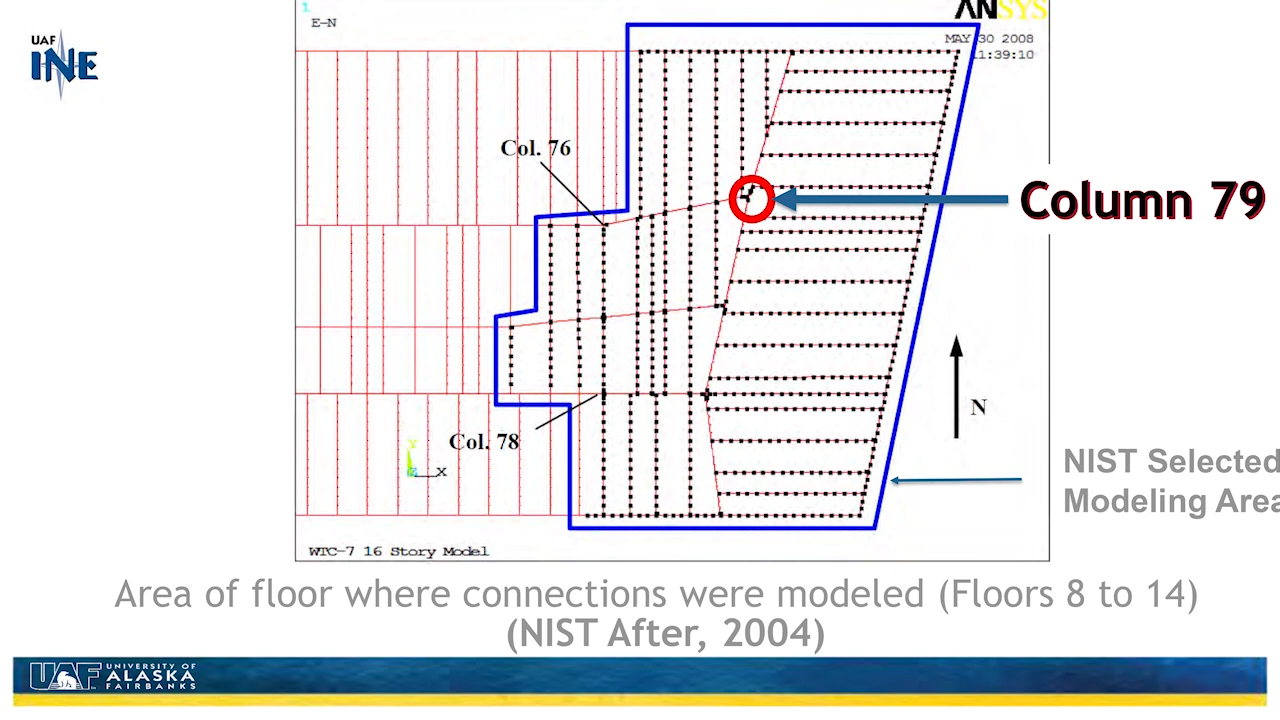 1
E-N
ANSYS
MAY 30 2008
11:39:10
UAF
INE
Col. 76
Column 79
N
Col. 78
Y
Z X
NIST Selected
Modeling Area
WTC-7 16 Story Model
Area of floor where connections were modeled (Floors 8 to 14)
(NIST After, 2004)
UAF UNIVERSITY OF
ALASKA
FAIRBANKS